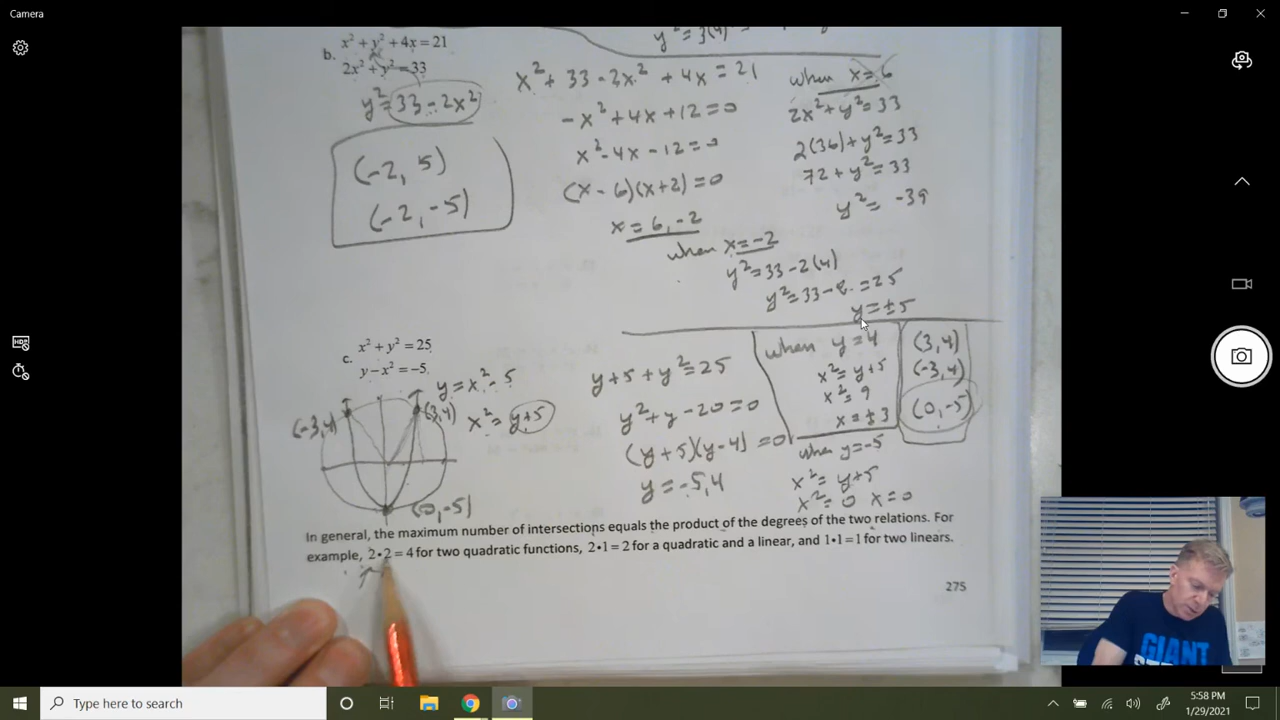 Camera
y² = 3(4)
b. x² + y² + 4x = 21
2x² + y² = 33
y² = 33 - 2x²
(-2, 5)
(-2, -5)
x² + 33 - 2x² + 4x = 21
-x² + 4x + 12 = 0
x² - 4x - 12 = 0
(x - 6)(x + 2) = 0
x = 6, -2
when x = 6
2x² + y² = 33
2(36) + y² = 33
72 + y² = 33
y² = -39
when x = -2
y² = 33 - 2(4)
y² = 33 - 8 = 25
y = ±5
c. x² + y² = 25
y - x² = -5
y = x² - 5
x² = y + 5
(-3,4)
(3,4)
(0,-5)
y + 5 + y² = 25
y² + y - 20 = 0
(y + 5)(y - 4) = 0
y = -5, 4
when y = 4
x² = y + 5
x² = 9
x = ±3
when y = -5
x² = y + 5
x² = 0 x = 0
(3,4)
(-3,4)
(0,-5)
In general, the maximum number of intersections equals the product of the degrees of the two relations. For
example, 2•2 = 4 for two quadratic functions, 2•1 = 2 for a quadratic and a linear, and 1•1 = 1 for two linears.
275
GIANT
Type here to search
5:58 PM
1/29/2021